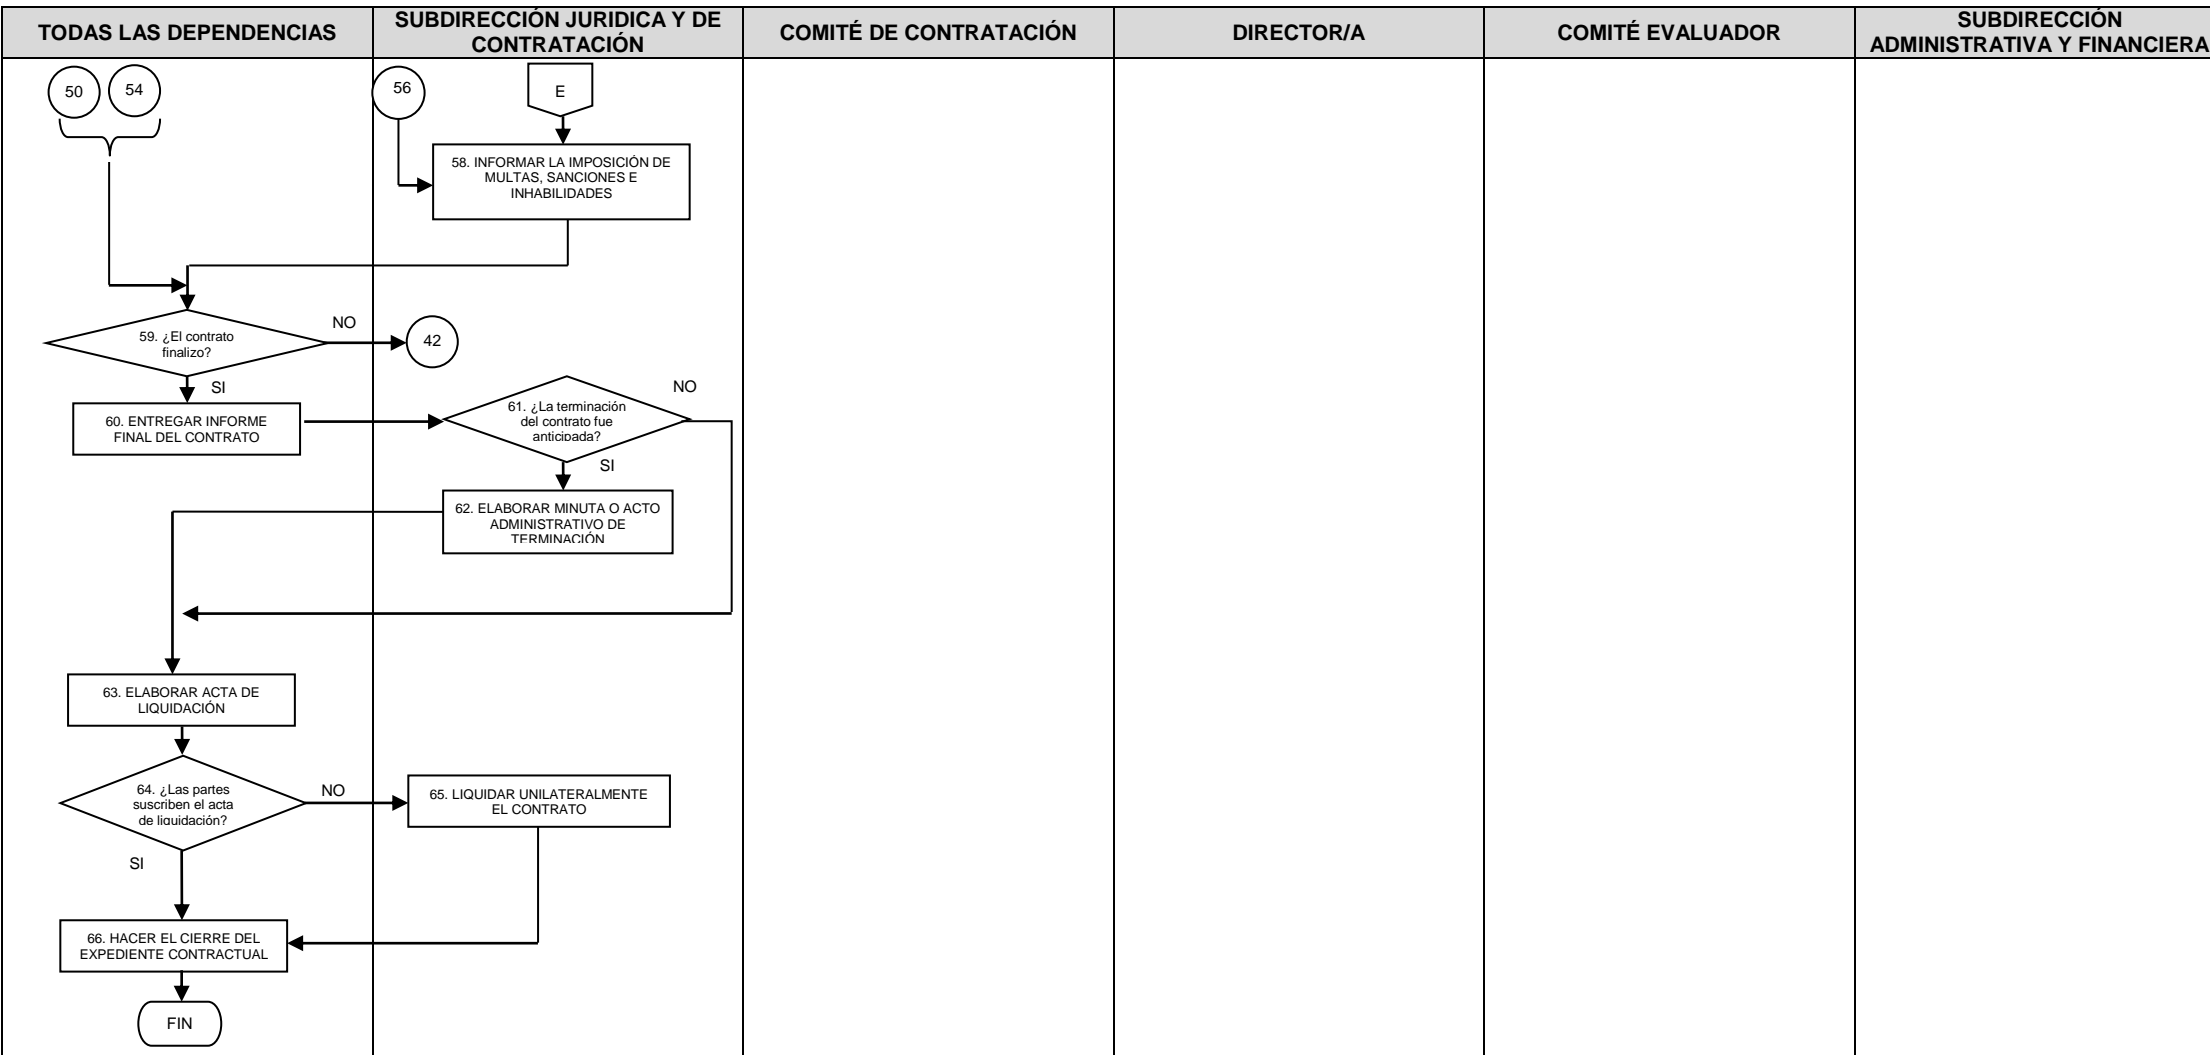 TODAS LAS DEPENDENCIAS
SUBDIRECCIÓN JURIDICA Y DE
CONTRATACIÓN
COMITÉ DE CONTRATACIÓN
DIRECTOR/A
COMITÉ EVALUADOR
SUBDIRECCIÓN
ADMINISTRATIVA Y FINANCIERA
50
54
56
E
58. INFORMAR LA IMPOSICIÓN DE
MULTAS, SANCIONES E
INHABILIDADES
59. ¿El contrato
finalizo?
NO
42
SI
60. ENTREGAR INFORME
FINAL DEL CONTRATO
61. ¿La terminación
del contrato fue
anticipada?
NO
SI
62. ELABORAR MINUTA O ACTO
ADMINISTRATIVO DE
TERMINACIÓN
63. ELABORAR ACTA DE
LIQUIDACIÓN
64. ¿Las partes
suscriben el acta
de liquidación?
NO
65. LIQUIDAR UNILATERALMENTE
EL CONTRATO
SI
66. HACER EL CIERRE DEL
EXPEDIENTE CONTRACTUAL
FIN